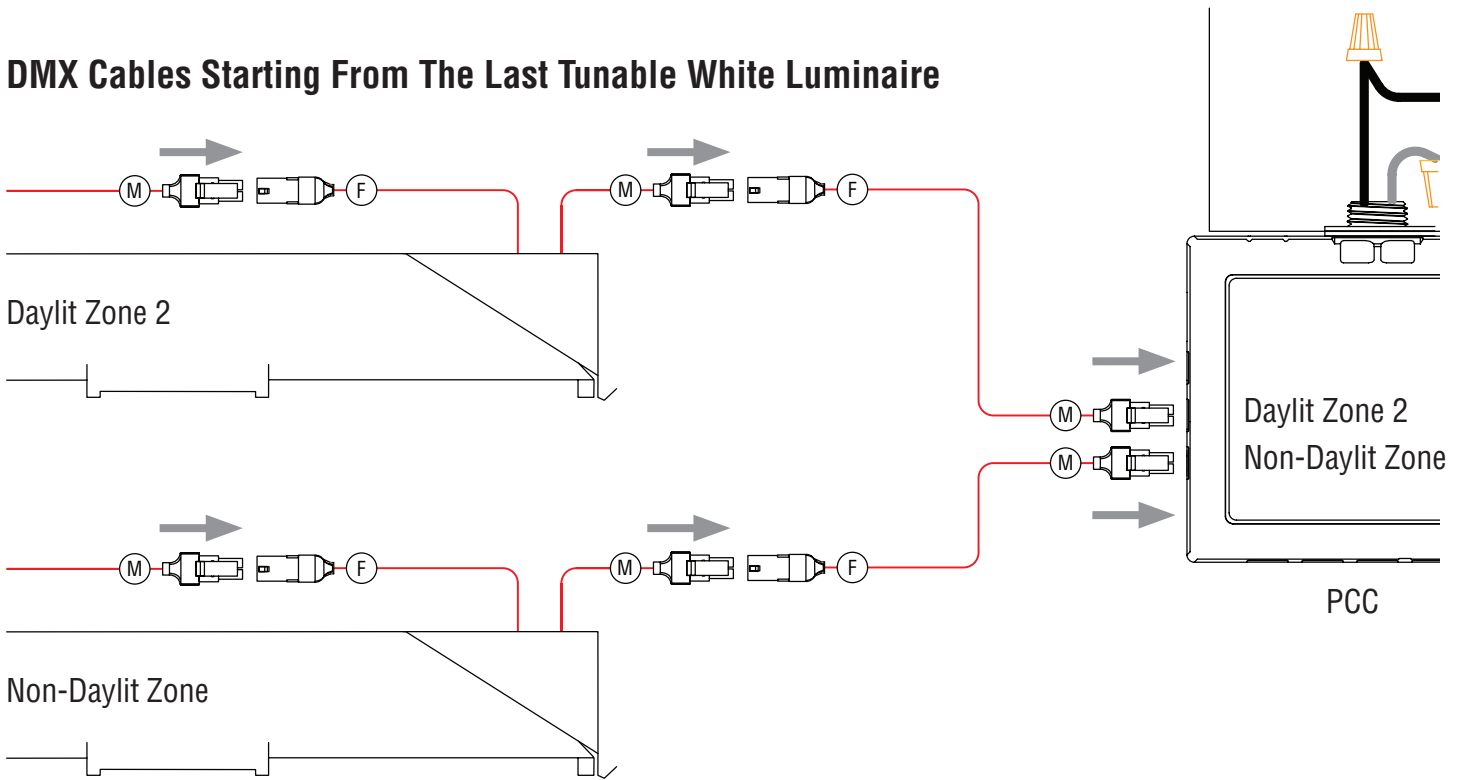 DMX Cables Starting From The Last Tunable White Luminaire
M F M F
Daylit Zone 2
M
Daylit Zone 2
M
Non-Daylit Zone
M F M F
PCC
Non-Daylit Zone